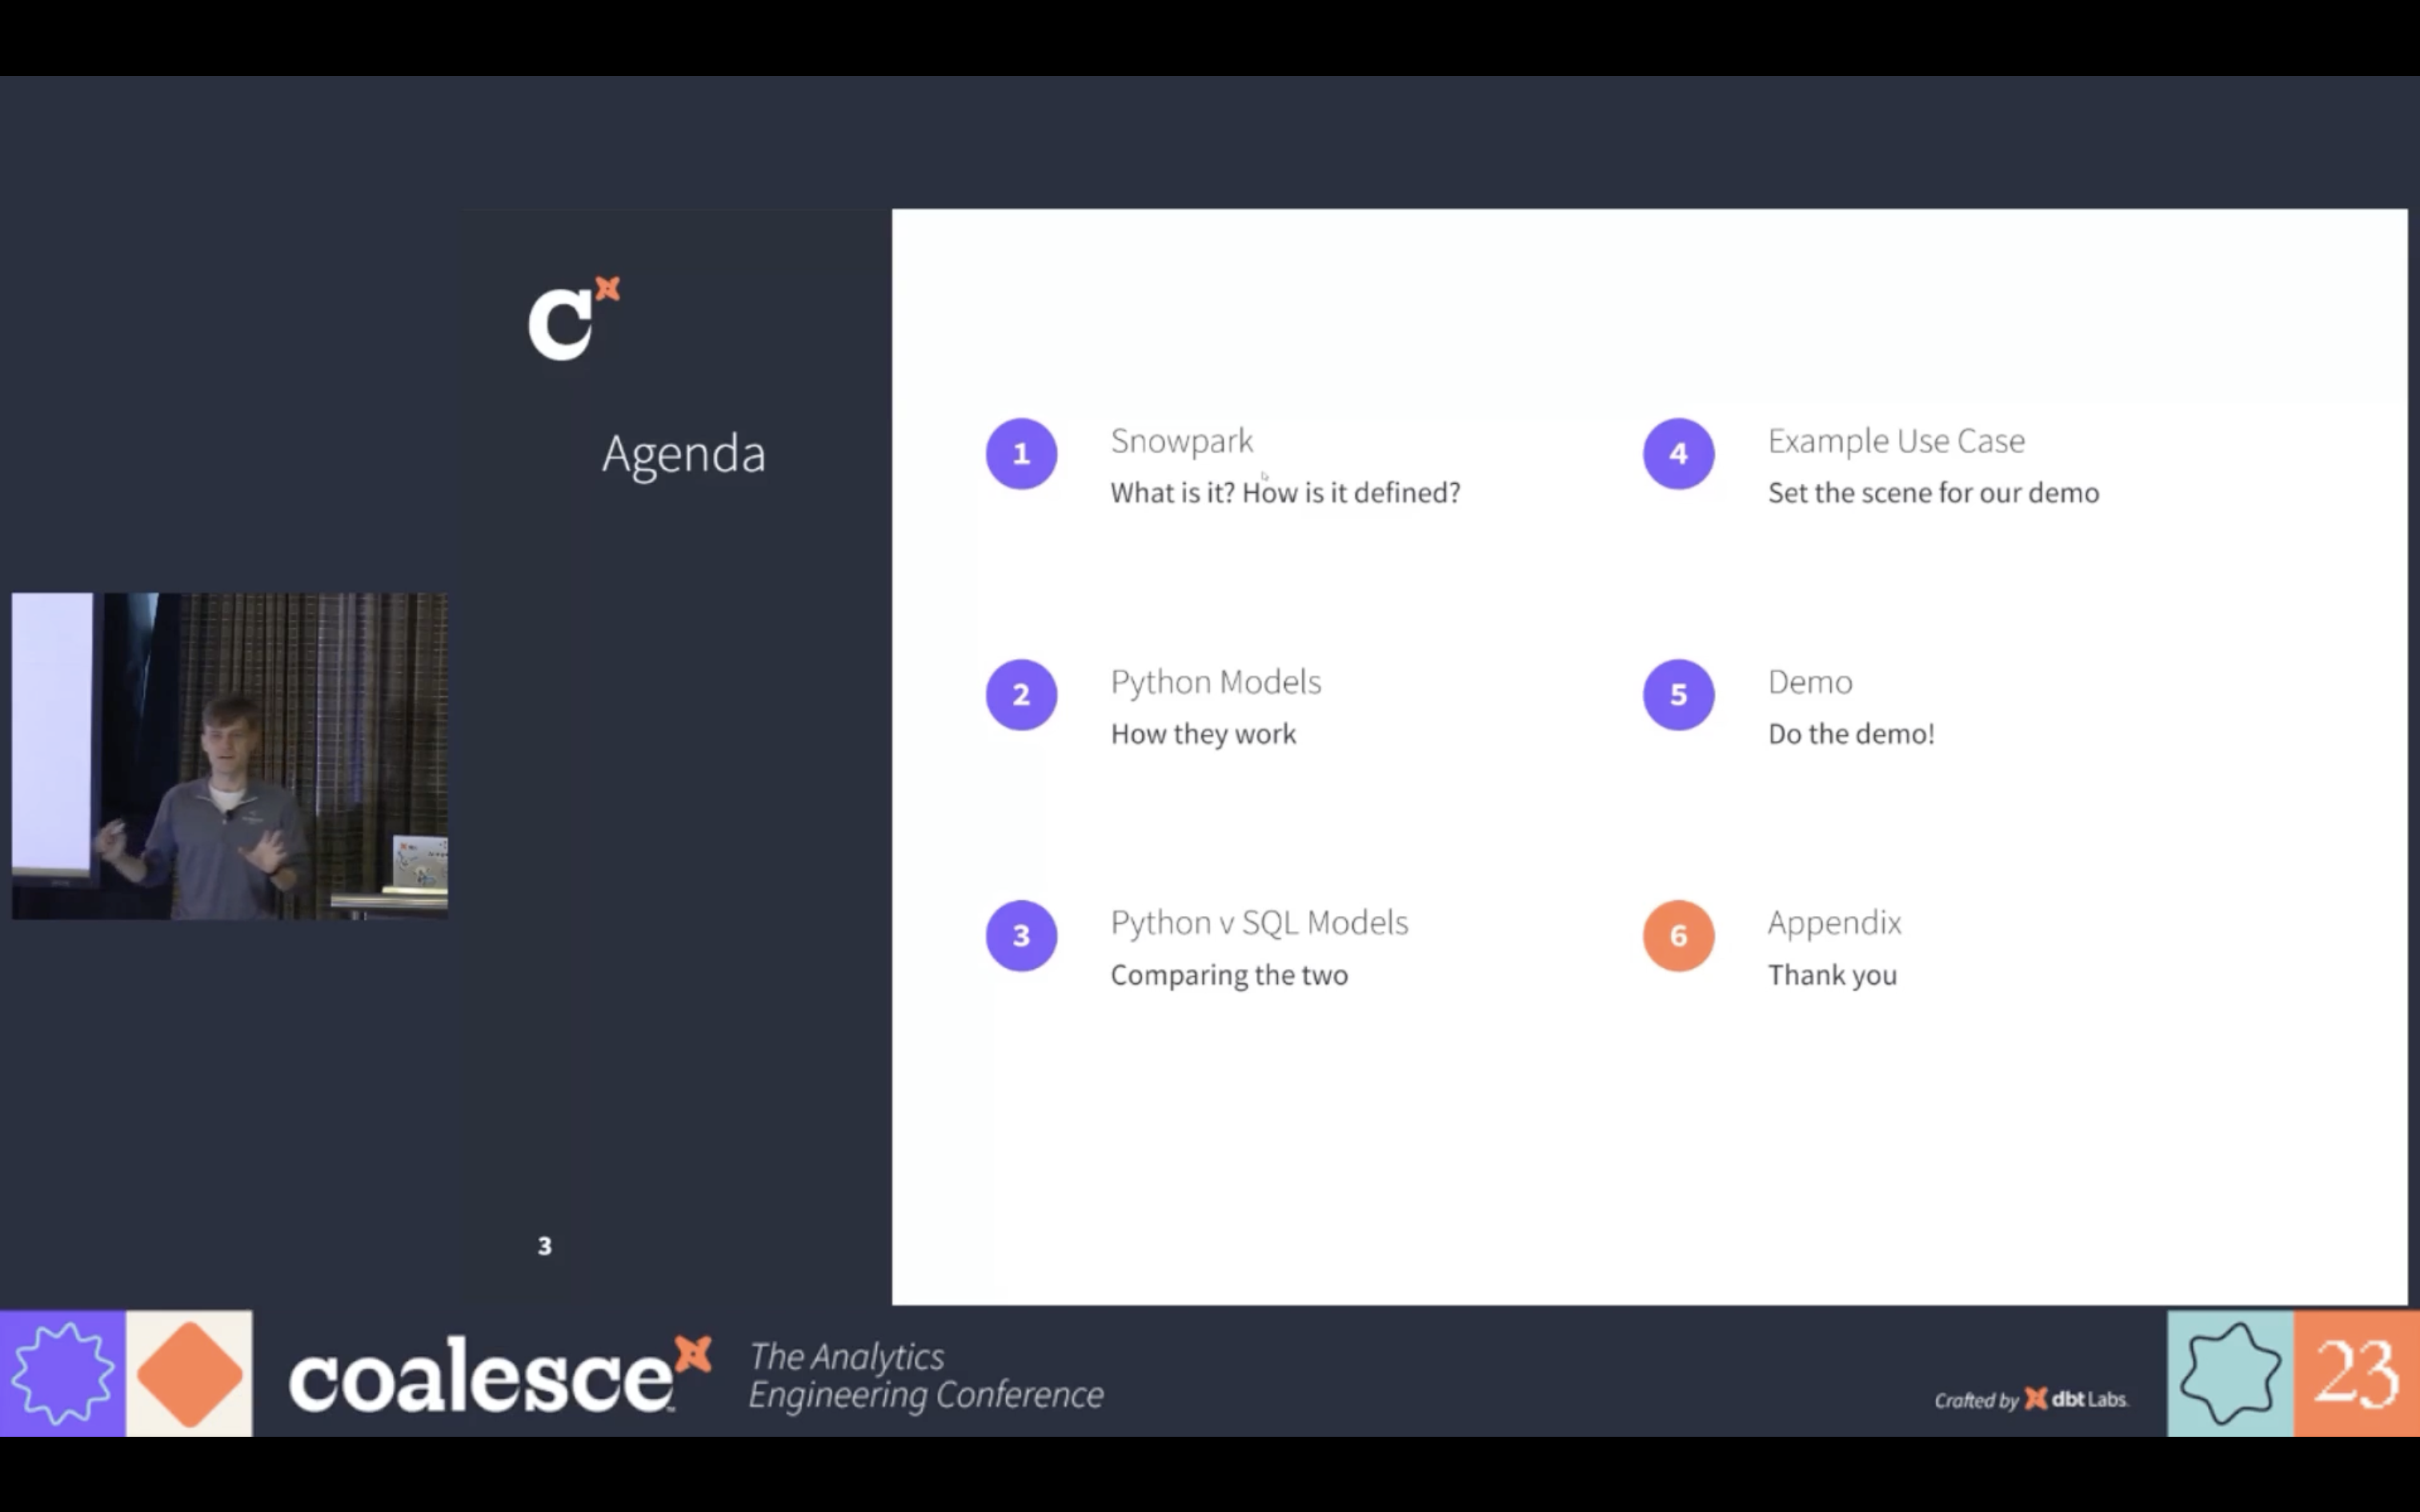 C
Agenda
1
Snowpark
What is it? How is it defined?
2
Python Models
How they work
3
Python v SQL Models
Comparing the two
4
Example Use Case
Set the scene for our demo
5
Demo
Do the demo!
6
Appendix
Thank you
3
coalesce
The Analytics
Engineering Conference
Crafted by dbt Labs
23